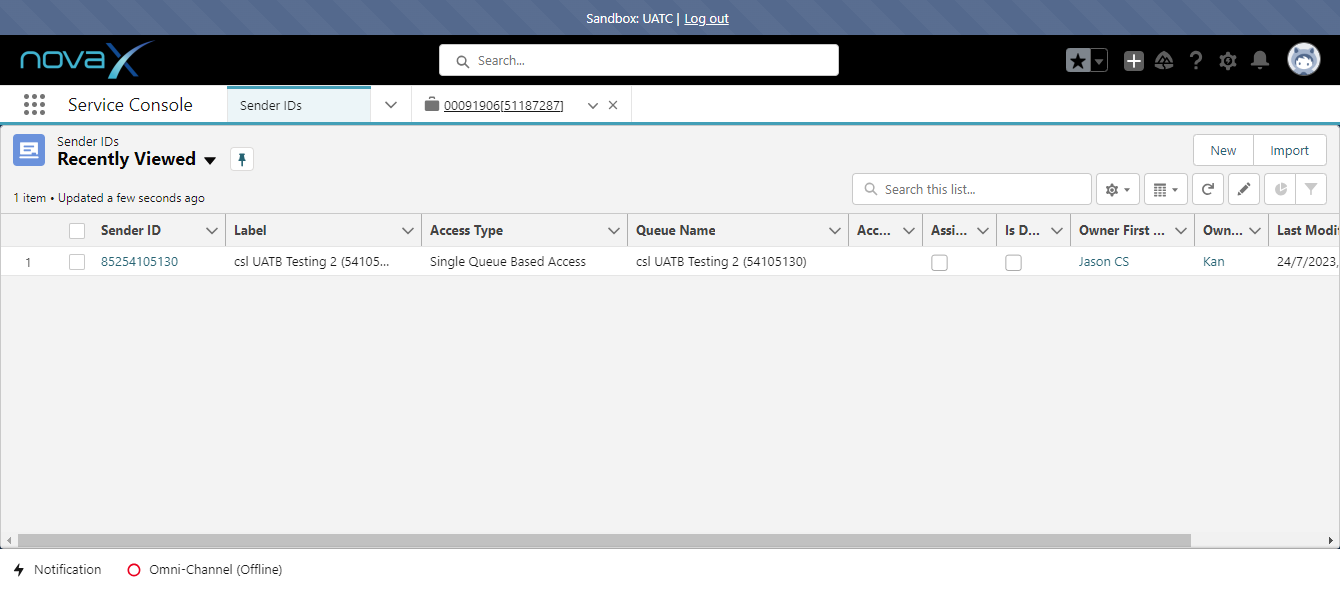 Sandbox: UATC | Log out
novaX
Search...
Service Console
Sender IDs
00091906[51187287]
Sender IDs
Recently Viewed
New
Import
1 item • Updated a few seconds ago
Search this list...
Sender ID
Label
Access Type
Queue Name
Acc...
Assi...
Is D...
Owner First ...
Own...
Last Modi
1
85254105130
csl UATB Testing 2 (54105...
Single Queue Based Access
csl UATB Testing 2 (54105130)
Jason CS
Kan
24/7/2023,
Notification
Omni-Channel (Offline)